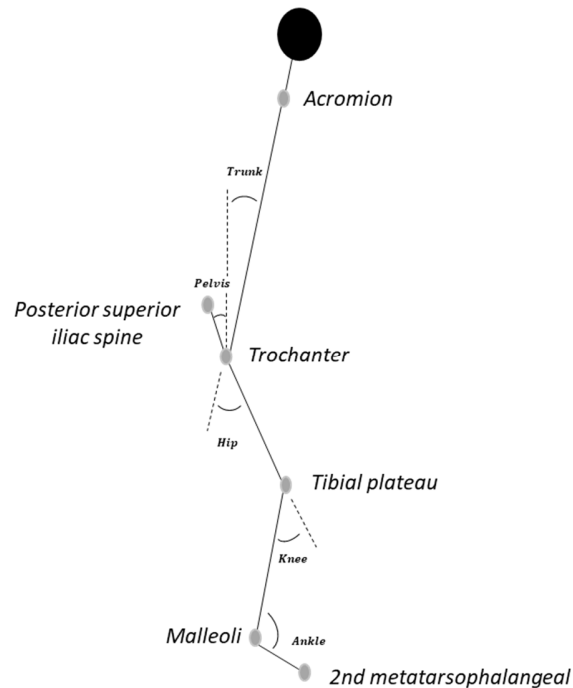 Acromion
Trunk
Pelvis
Posterior superior
iliac spine
Trochanter
Hip
Tibial plateau
Knee
Malleoli
Ankle
2nd metatarsophalangeal